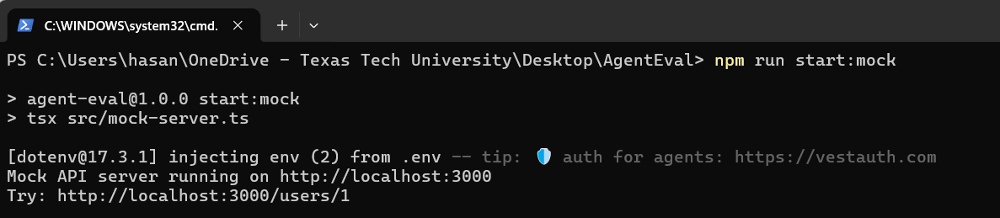 C:\WINDOWS\system32\cmd.
PS C:\Users\hasan\OneDrive - Texas Tech University\Desktop\AgentEval> npm run start:mock
> agent-eval@1.0.0 start:mock
> tsx src/mock-server.ts
[dotenv@17.3.1] injecting env (2) from .env -- tip: 🛡️ auth for agents: https://vestauth.com
Mock API server running on http://localhost:3000
Try: http://localhost:3000/users/1